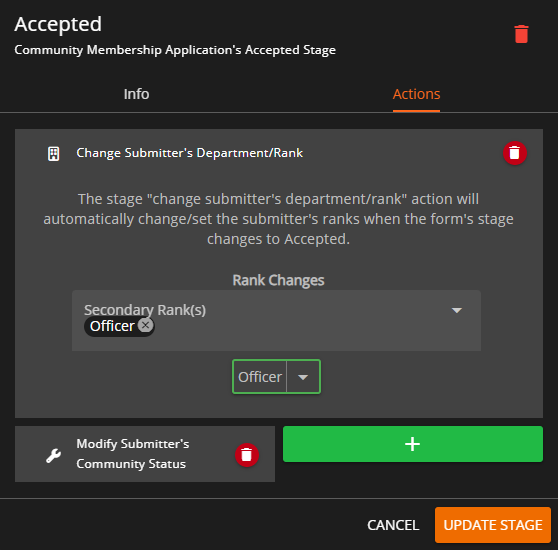 Accepted
Community Membership Application's Accepted Stage
Info
Actions
Change Submitter's Department/Rank
The stage "change submitter's department/rank" action will
automatically change/set the submitter's ranks when the form's stage
changes to Accepted.
Rank Changes
Secondary Rank(s)
Officer
Officer
Modify Submitter's
Community Status
CANCEL
UPDATE STAGE